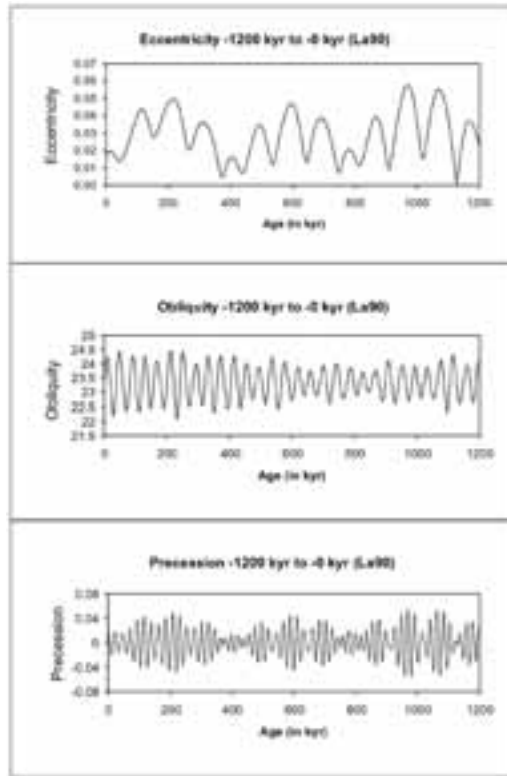 Eccentricity -1200 kyr to -0 kyr (La90)
0.07
0.06
0.05
0.04
0.03
0.02
0.01
0.00
Eccentricity
0 200 400 600 800 1000 1200
Age (in kyr)
Obliquity -1200 kyr to -0 kyr (La90)
25
24.5
24
23.5
23
22.5
22
21.5
Obliquity
0 200 400 600 800 1000 1200
Age (in kyr)
Precession -1200 kyr to -0 kyr (La90)
0.08
0.04
0
-0.04
-0.08
Precession
0 200 400 600 800 1000 1200
Age (in kyr)